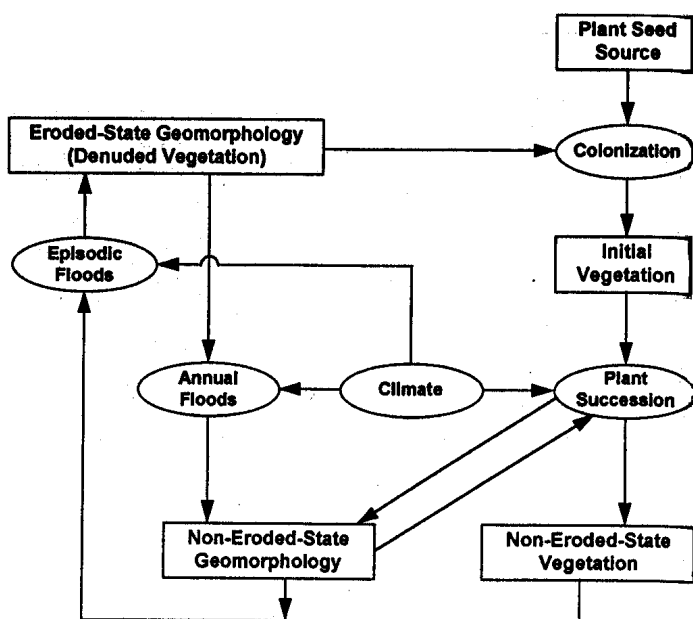 Plant Seed
Source
Eroded-State Geomorphology
(Denuded Vegetation)
Colonization
Episodic
Floods
Initial
Vegetation
Annual
Floods
Climate
Plant
Succession
Non-Eroded-State
Geomorphology
Non-Eroded-State
Vegetation